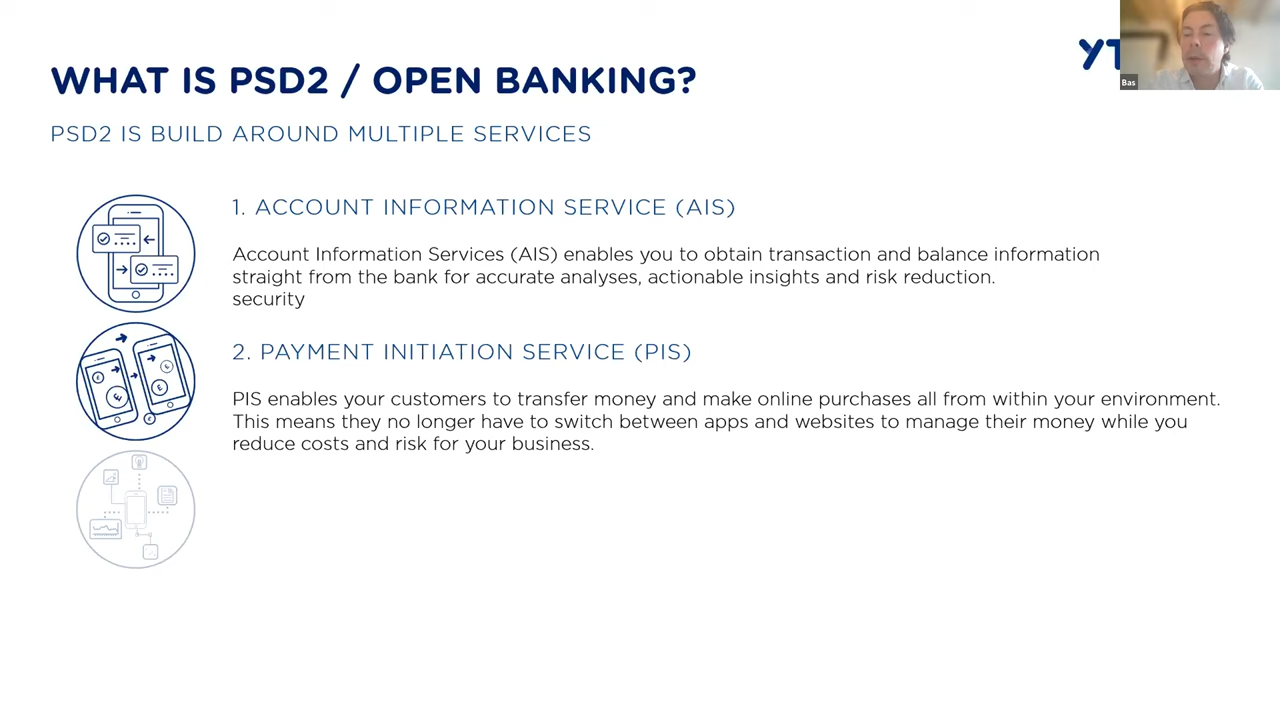 WHAT IS PSD2 / OPEN BANKING?
YT
Bas
PSD2 IS BUILD AROUND MULTIPLE SERVICES
1. ACCOUNT INFORMATION SERVICE (AIS)
Account Information Services (AIS) enables you to obtain transaction and balance information
straight from the bank for accurate analyses, actionable insights and risk reduction.
security
2. PAYMENT INITIATION SERVICE (PIS)
PIS enables your customers to transfer money and make online purchases all from within your environment.
This means they no longer have to switch between apps and websites to manage their money while you
reduce costs and risk for your business.